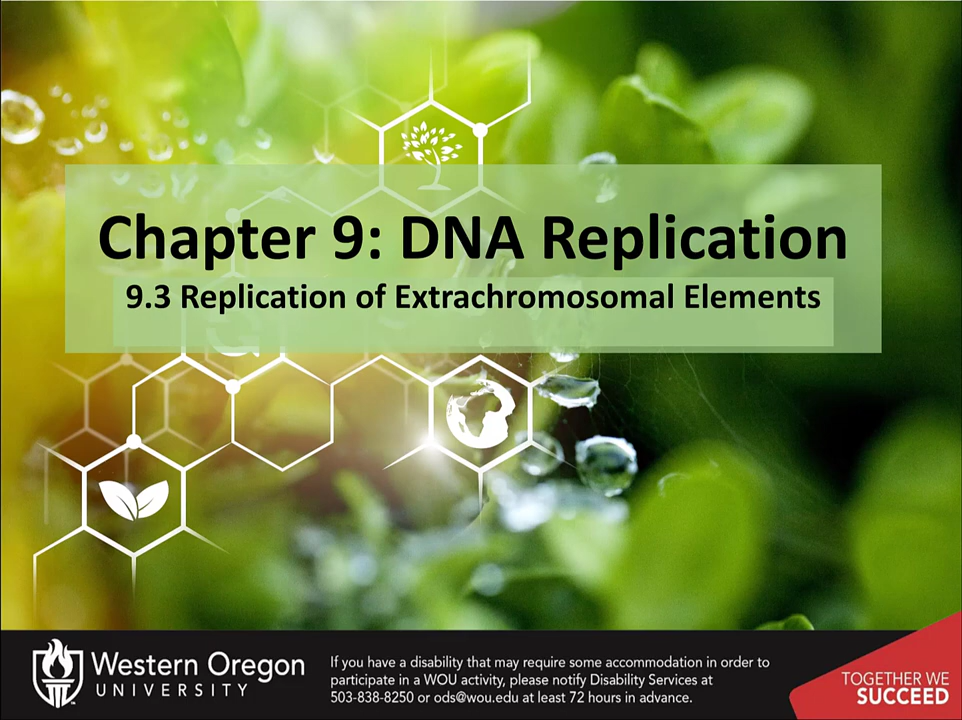 Chapter 9: DNA Replication
9.3 Replication of Extrachromosomal Elements
Western Oregon
UNIVERSITY
If you have a disability that may require some accommodation in order to
participate in a WOU activity, please notify Disability Services at
503-838-8250 or ods@wou.edu at least 72 hours in advance.
TOGETHER WE
SUCCEED